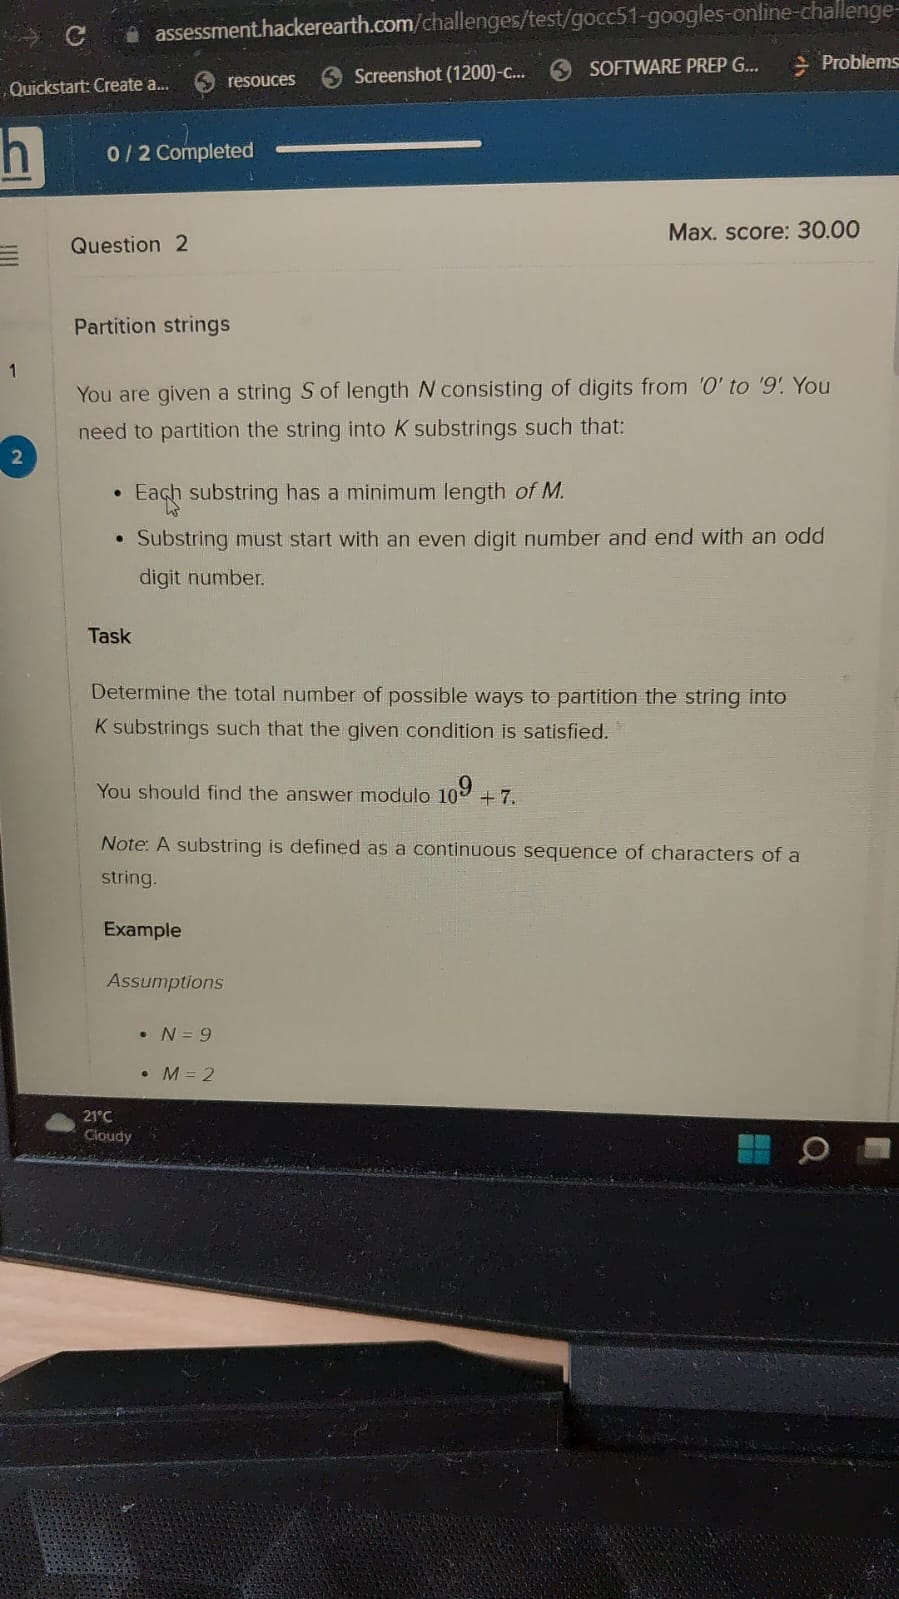 assessment.hackerearth.com/challenges/test/gocc51-googles-online-challenge-
Quickstart: Create a... resouces Screenshot (1200)-c... SOFTWARE PREP G... Problems
h 0 / 2 Completed
Question 2 Max. score: 30.00
Partition strings
1
You are given a string S of length N consisting of digits from '0' to '9'. You
need to partition the string into K substrings such that:
2
• Each substring has a minimum length of M.
• Substring must start with an even digit number and end with an odd
digit number.
Task
Determine the total number of possible ways to partition the string into
K substrings such that the given condition is satisfied.
You should find the answer modulo 10⁹ + 7.
Note: A substring is defined as a continuous sequence of characters of a
string.
Example
Assumptions
• N = 9
• M = 2
21°C
Cloudy